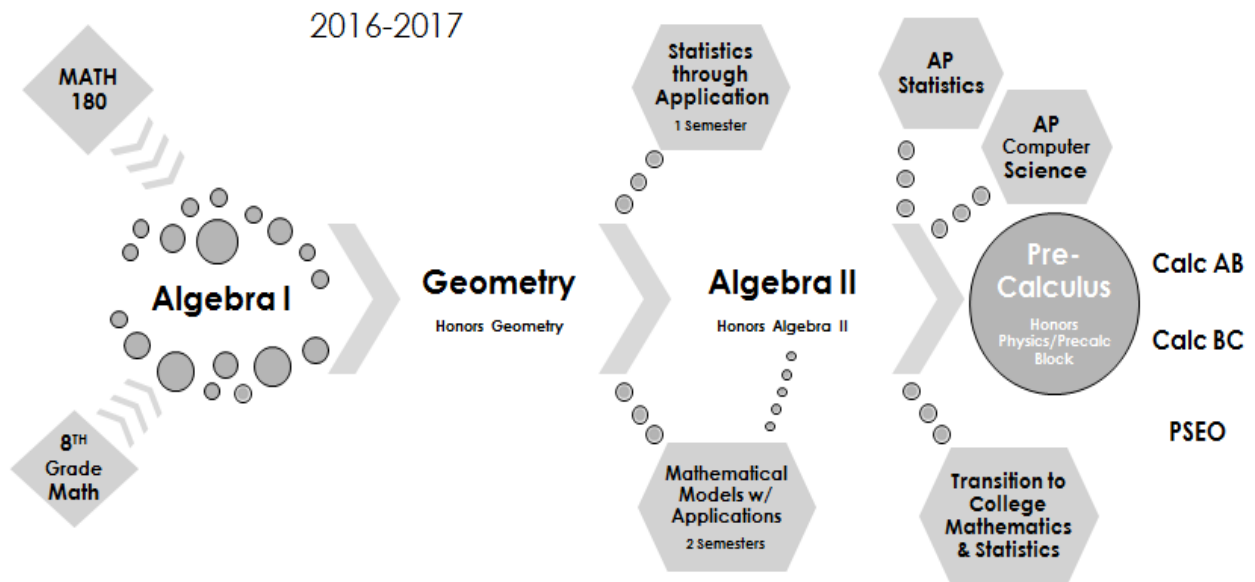 2016-2017
MATH
180
8TH
Grade
Math
Algebra I
Geometry
Honors Geometry
Statistics
through
Application
1 Semester
Algebra II
Honors Algebra II
Mathematical
Models w/
Applications
2 Semesters
AP
Statistics
AP
Computer
Science
Pre-
Calculus
Honors
Physics/Precalc
Block
Transition to
College
Mathematics
& Statistics
Calc AB
Calc BC
PSEO